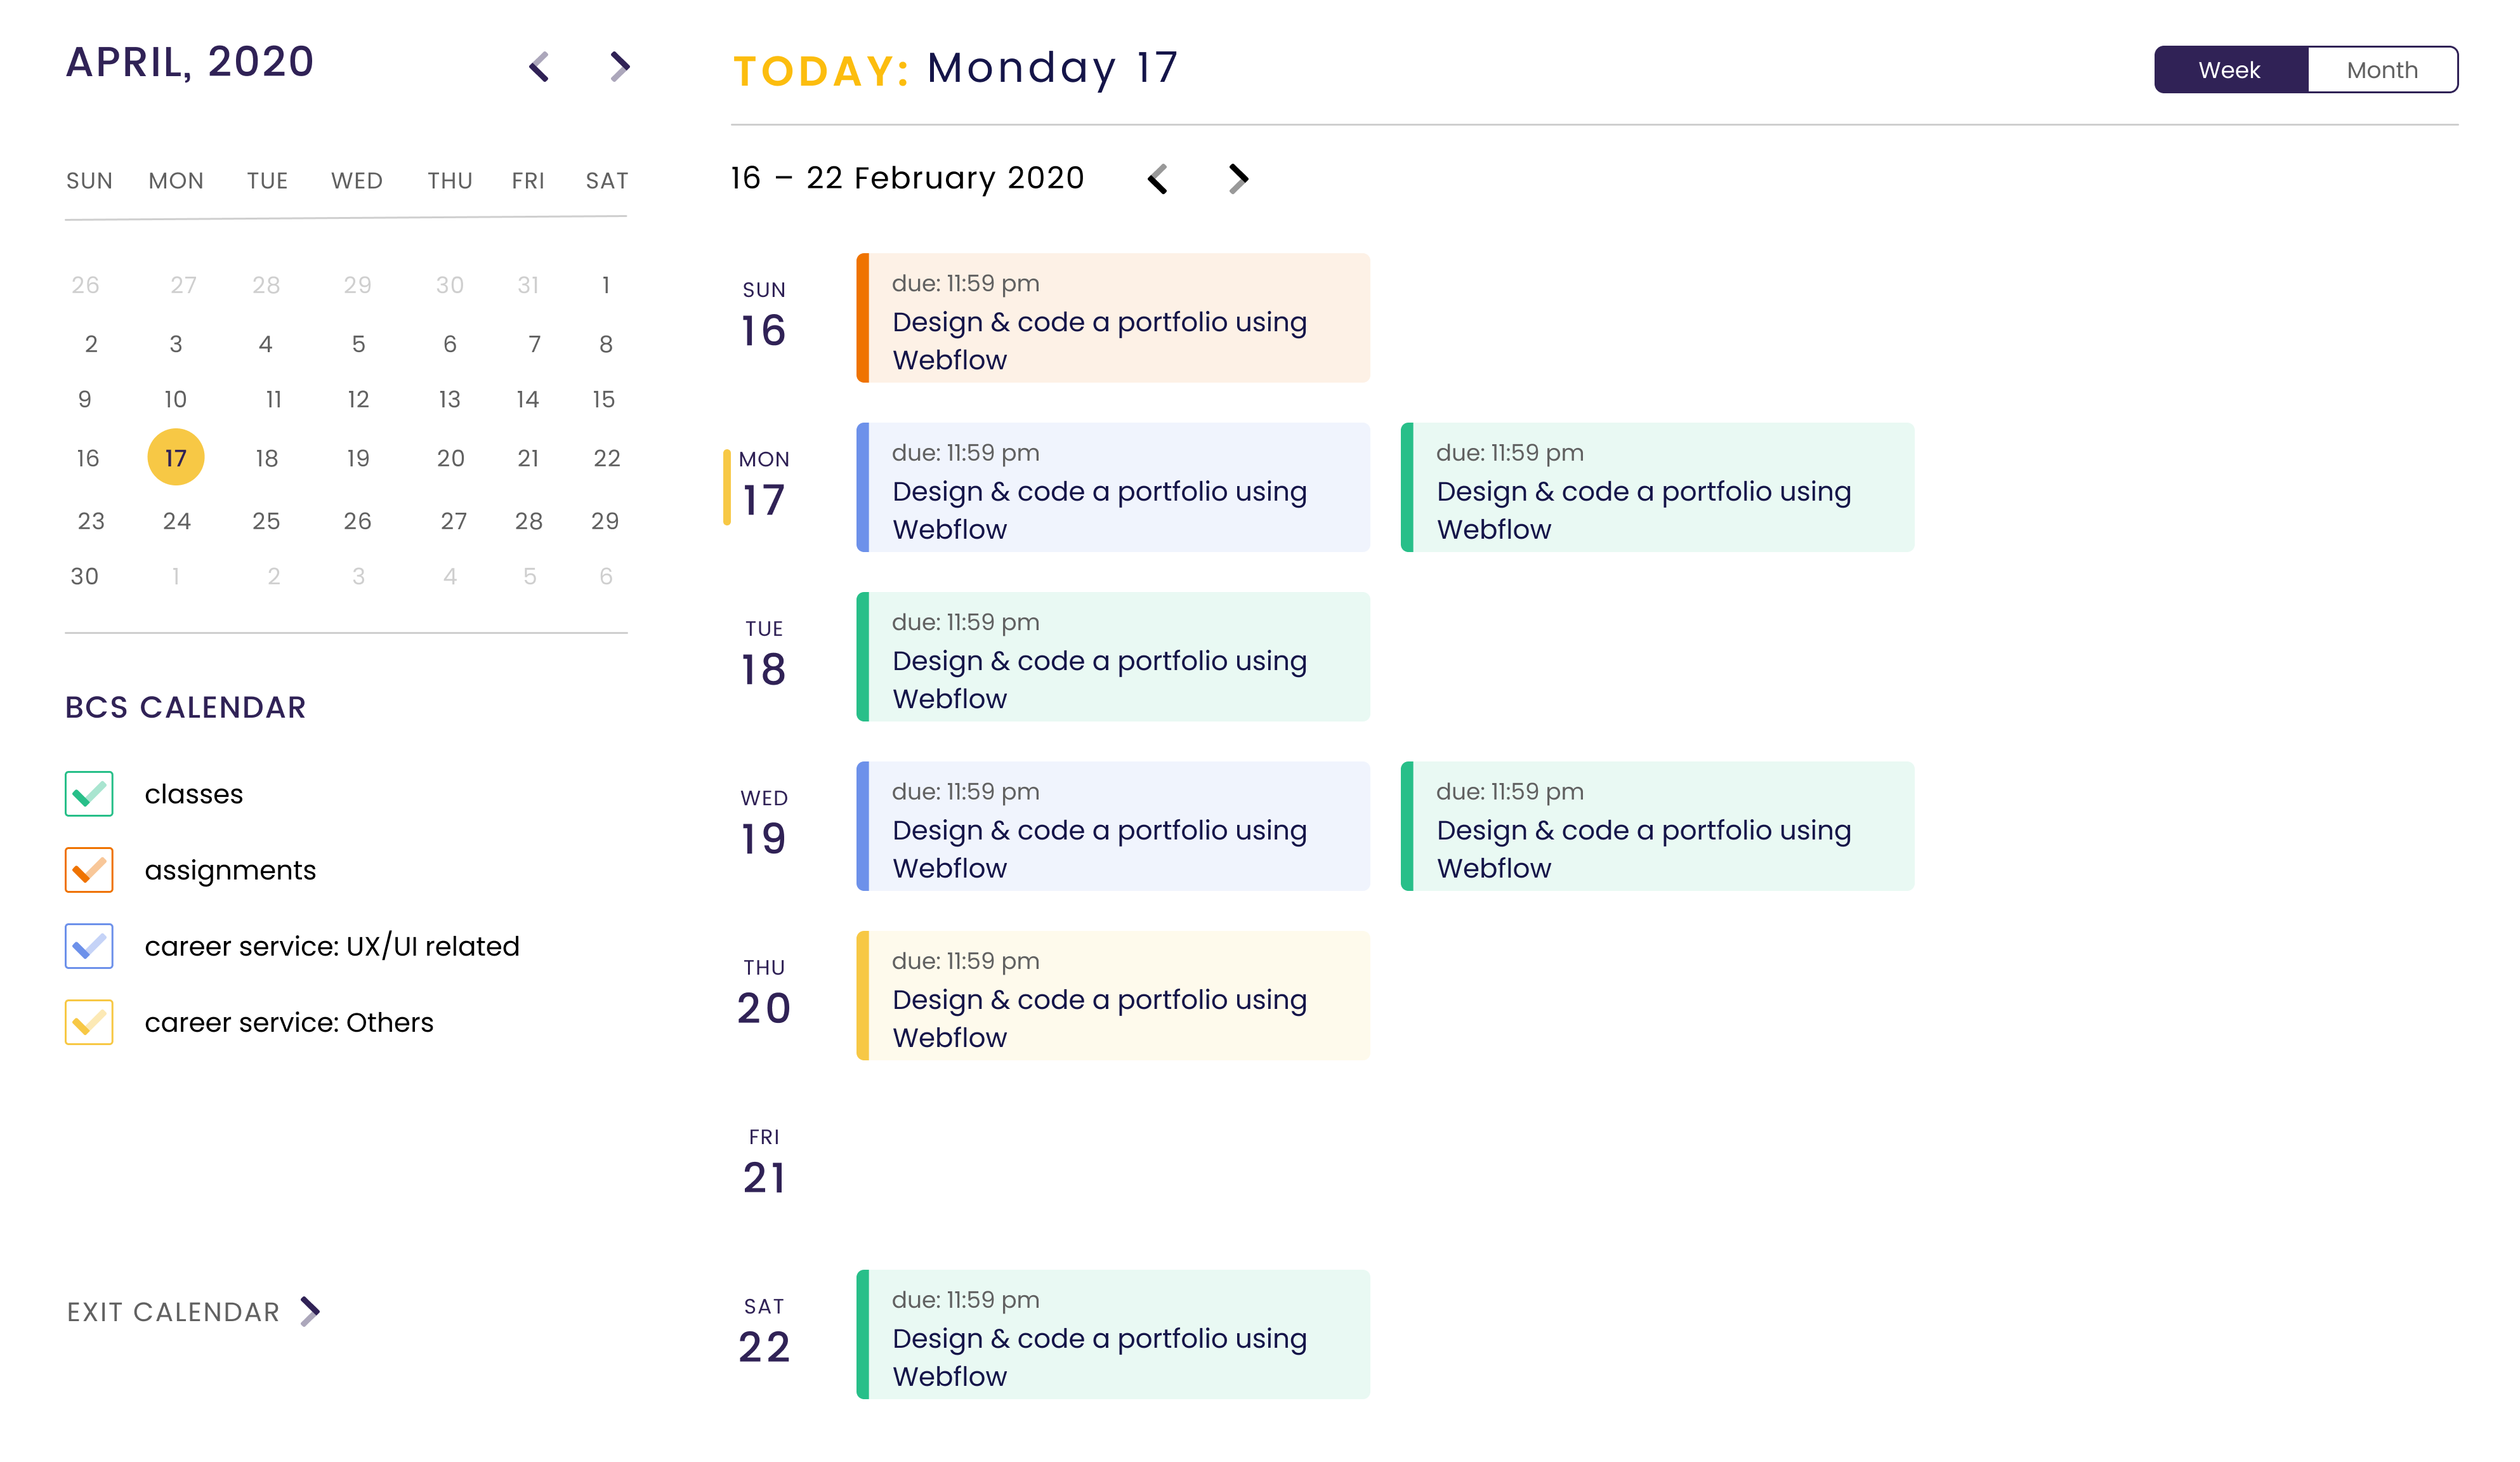 APRIL, 2020
SUN MON TUE WED THU FRI SAT
26 27 28 29 30 31 1
2 3 4 5 6 7 8
9 10 11 12 13 14 15
16 17 18 19 20 21 22
23 24 25 26 27 28 29
30 1 2 3 4 5 6
BCS CALENDAR
classes
assignments
career service: UX/UI related
career service: Others
EXIT CALENDAR
TODAY: Monday 17
Week Month
16 – 22 February 2020
SUN
16
due: 11:59 pm
Design & code a portfolio using
Webflow
MON
17
due: 11:59 pm
Design & code a portfolio using
Webflow
due: 11:59 pm
Design & code a portfolio using
Webflow
TUE
18
due: 11:59 pm
Design & code a portfolio using
Webflow
WED
19
due: 11:59 pm
Design & code a portfolio using
Webflow
due: 11:59 pm
Design & code a portfolio using
Webflow
THU
20
due: 11:59 pm
Design & code a portfolio using
Webflow
FRI
21
SAT
22
due: 11:59 pm
Design & code a portfolio using
Webflow